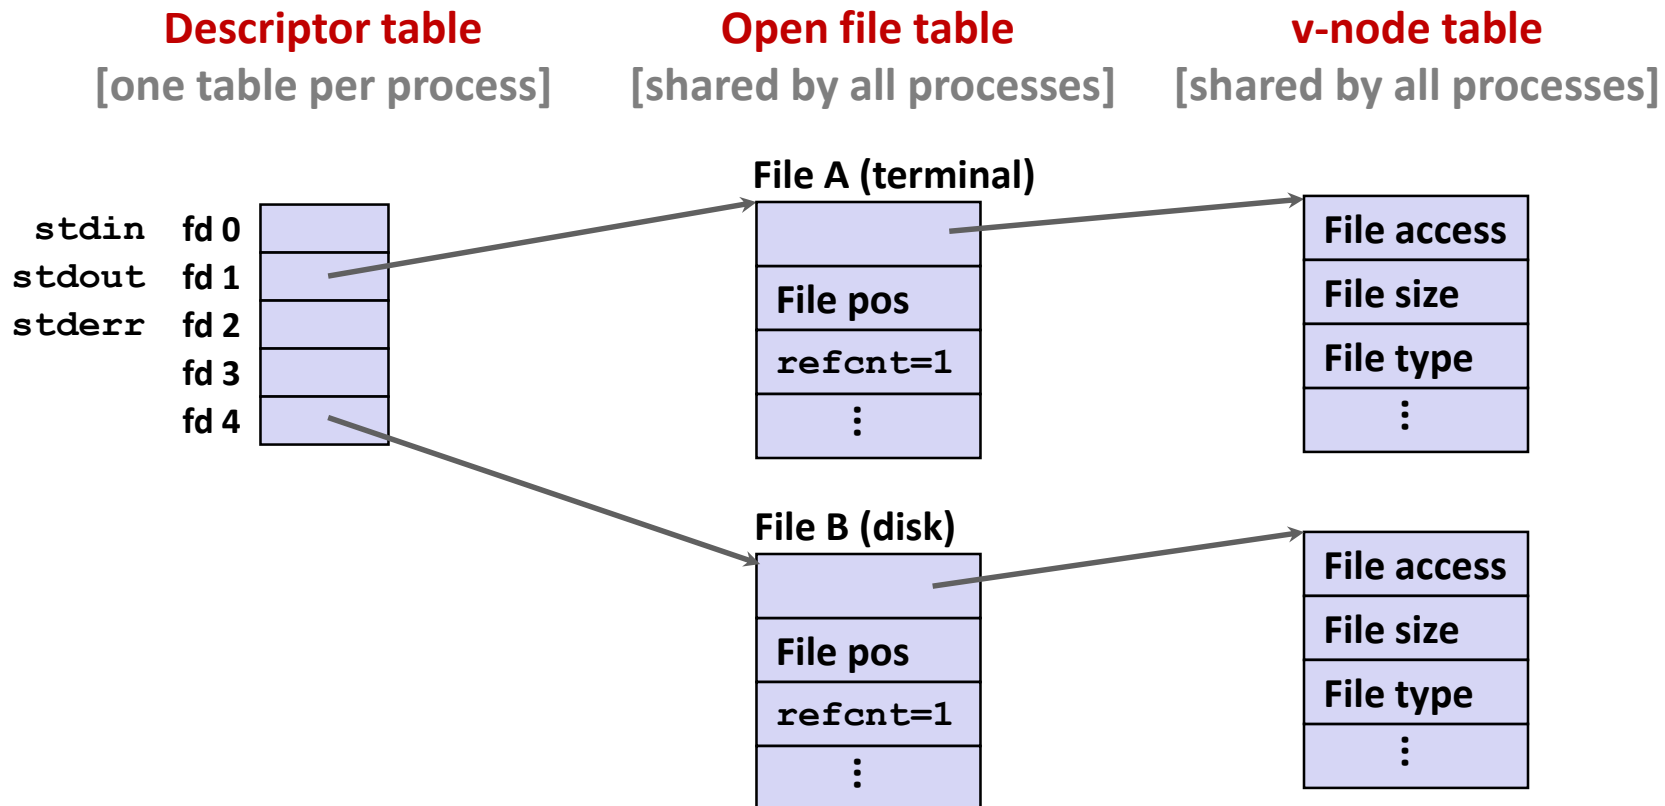 Descriptor table
[one table per process]
Open file table
[shared by all processes]
v-node table
[shared by all processes]
stdin fd 0
stdout fd 1
stderr fd 2
fd 3
fd 4
File A (terminal)
File pos
refcnt=1
⋮
File access
File size
File type
⋮
File B (disk)
File pos
refcnt=1
⋮
File access
File size
File type
⋮